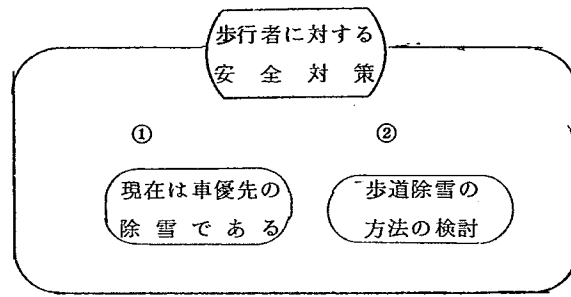 歩行者に対する
安全対策
①
②
現在は車優先の
除雪である
歩道除雪の
方法の検討